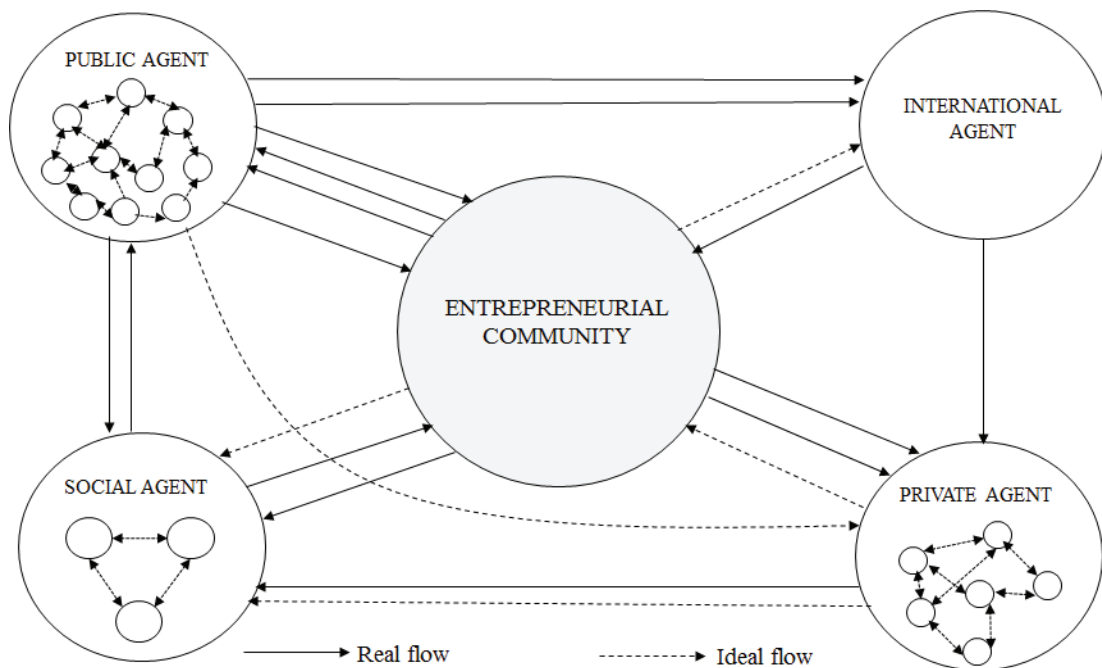 PUBLIC AGENT
INTERNATIONAL
AGENT
ENTREPRENEURIAL
COMMUNITY
SOCIAL AGENT
PRIVATE AGENT
Real flow
Ideal flow